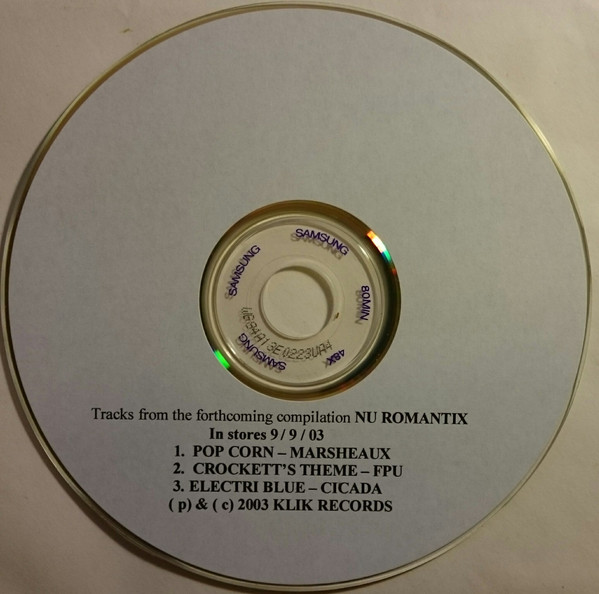 SAMSUNG
SAMSUNG
80MIN
48X
SAMSUNG
Tracks from the forthcoming compilation NU ROMANTIX
In stores 9 / 9 / 03
1. POP CORN – MARSHEAUX
2. CROCKETT'S THEME – FPU
3. ELECTRI BLUE – CICADA
( p) & ( c) 2003 KLIK RECORDS